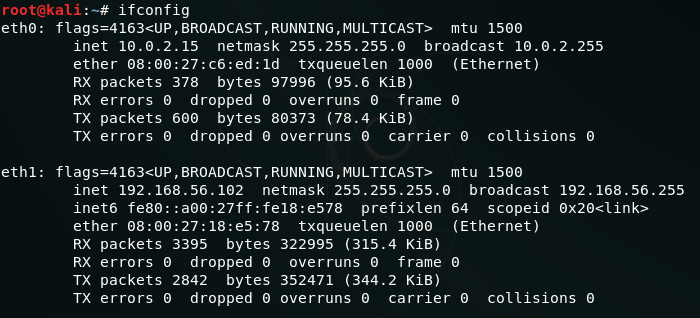 root@kali:~# ifconfig
eth0: flags=4163<UP,BROADCAST,RUNNING,MULTICAST>  mtu 1500
        inet 10.0.2.15  netmask 255.255.255.0  broadcast 10.0.2.255
        ether 08:00:27:c6:ed:1d  txqueuelen 1000  (Ethernet)
        RX packets 378  bytes 97996 (95.6 KiB)
        RX errors 0  dropped 0  overruns 0  frame 0
        TX packets 600  bytes 80373 (78.4 KiB)
        TX errors 0  dropped 0 overruns 0  carrier 0  collisions 0

eth1: flags=4163<UP,BROADCAST,RUNNING,MULTICAST>  mtu 1500
        inet 192.168.56.102  netmask 255.255.255.0  broadcast 192.168.56.255
        inet6 fe80::a00:27ff:fe18:e578  prefixlen 64  scopeid 0x20<link>
        ether 08:00:27:18:e5:78  txqueuelen 1000  (Ethernet)
        RX packets 3395  bytes 322995 (315.4 KiB)
        RX errors 0  dropped 0  overruns 0  frame 0
        TX packets 2842  bytes 352471 (344.2 KiB)
        TX errors 0  dropped 0 overruns 0  carrier 0  collisions 0